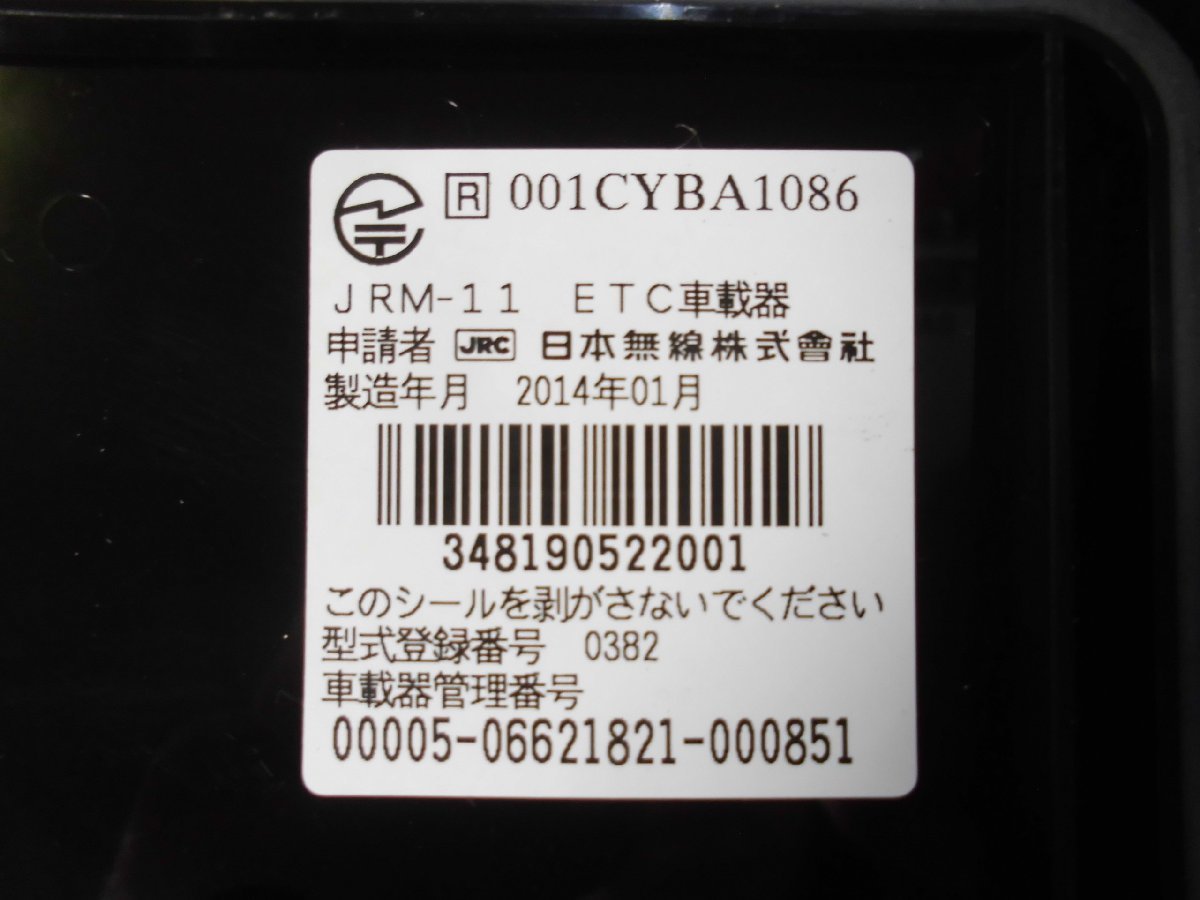 R 001CYBA1086
JRM-11 ETC車載器
申請者 JRC 日本無線株式會社
製造年月 2014年01月
348190522001
このシールを剥がさないでください
型式登録番号 0382
車載器管理番号
00005-06621821-000851